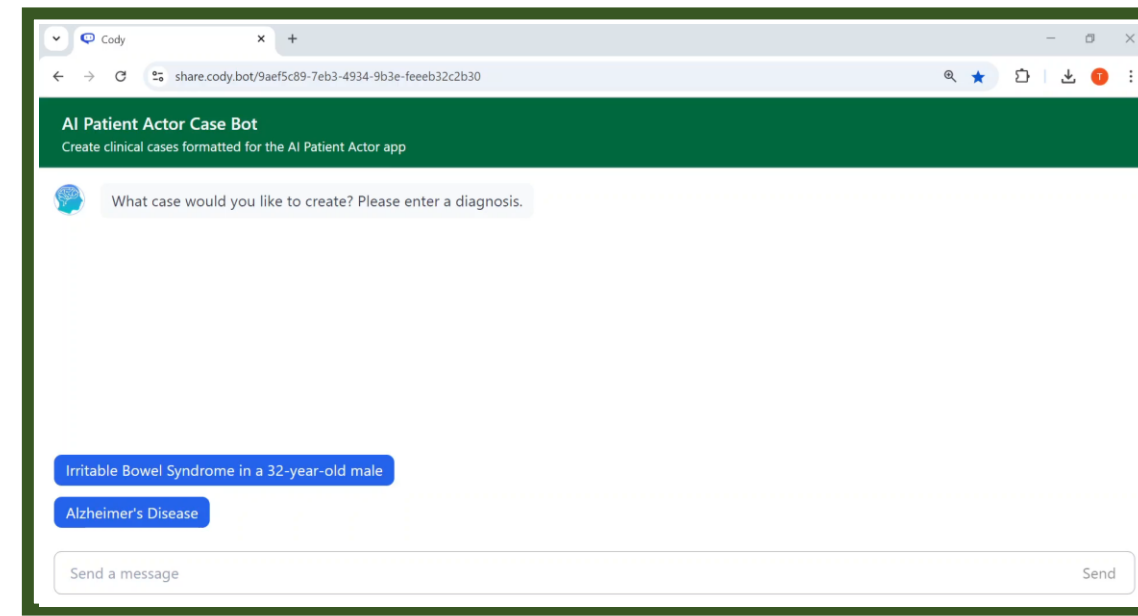 Cody
share.cody.bot/9aef5c89-7eb3-4934-9b3e-feeeb32c2b30
T
AI Patient Actor Case Bot
Create clinical cases formatted for the AI Patient Actor app
What case would you like to create? Please enter a diagnosis.
Irritable Bowel Syndrome in a 32-year-old male
Alzheimer's Disease
Send a message Send